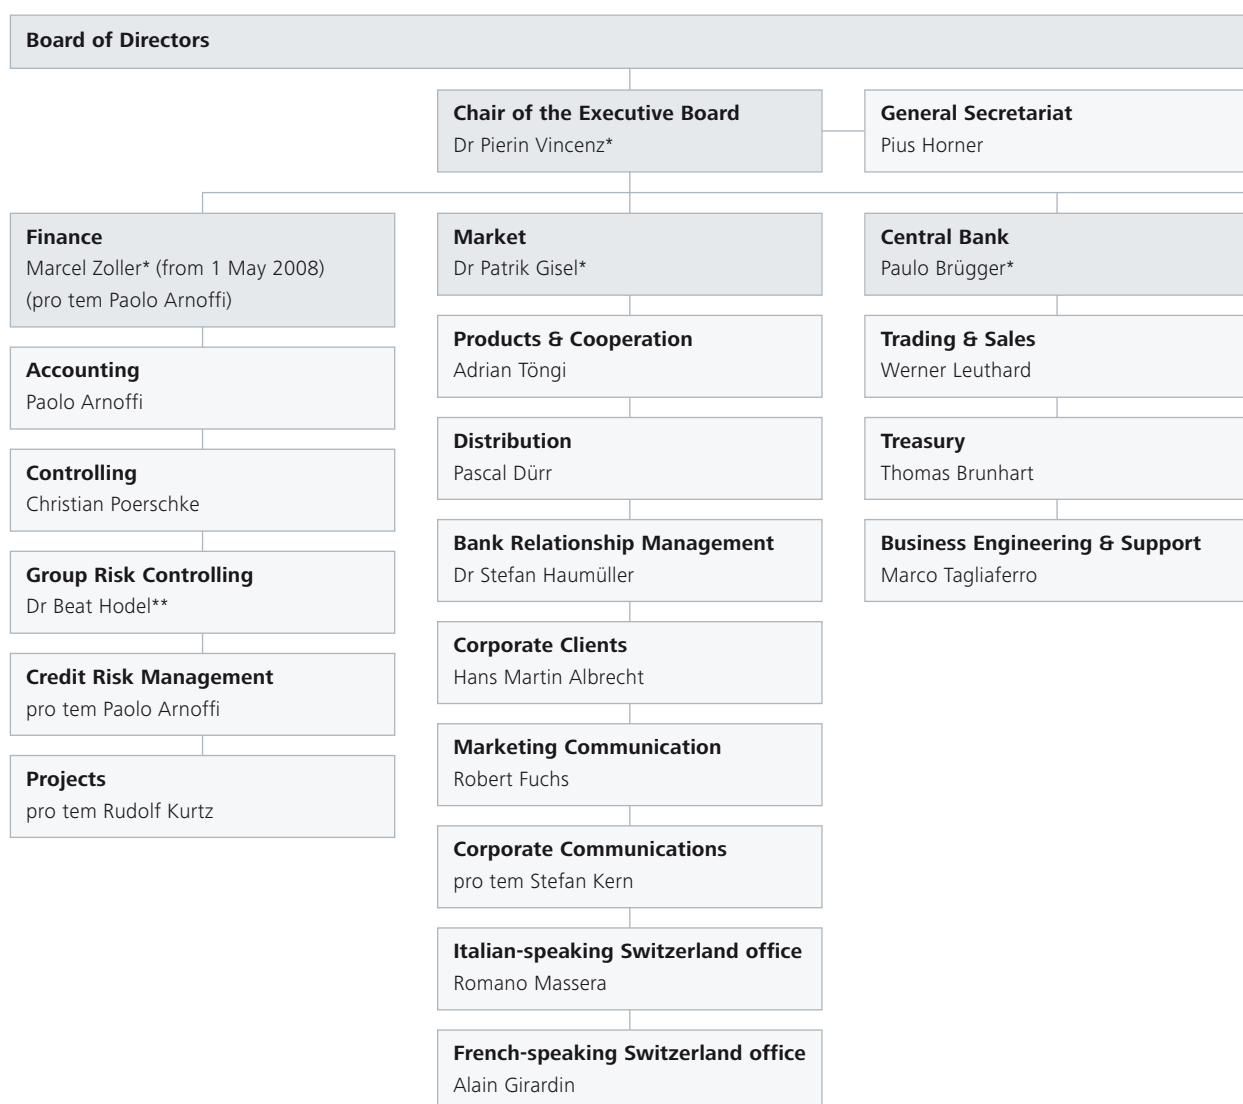 Board of Directors
Chair of the Executive Board
Dr Pierin Vincenz*
General Secretariat
Pius Horner
Finance
Marcel Zoller* (from 1 May 2008)
(pro tem Paolo Arnoffi)
Accounting
Paolo Arnoffi
Controlling
Christian Poerschke
Group Risk Controlling
Dr Beat Hodel**
Credit Risk Management
pro tem Paolo Arnoffi
Projects
pro tem Rudolf Kurtz
Market
Dr Patrik Gisel*
Products & Cooperation
Adrian Töngi
Distribution
Pascal Dürr
Bank Relationship Management
Dr Stefan Haumüller
Corporate Clients
Hans Martin Albrecht
Marketing Communication
Robert Fuchs
Corporate Communications
pro tem Stefan Kern
Italian-speaking Switzerland office
Romano Massera
French-speaking Switzerland office
Alain Girardin
Central Bank
Paulo Brügger*
Trading & Sales
Werner Leuthard
Treasury
Thomas Brunhart
Business Engineering & Support
Marco Tagliaferro